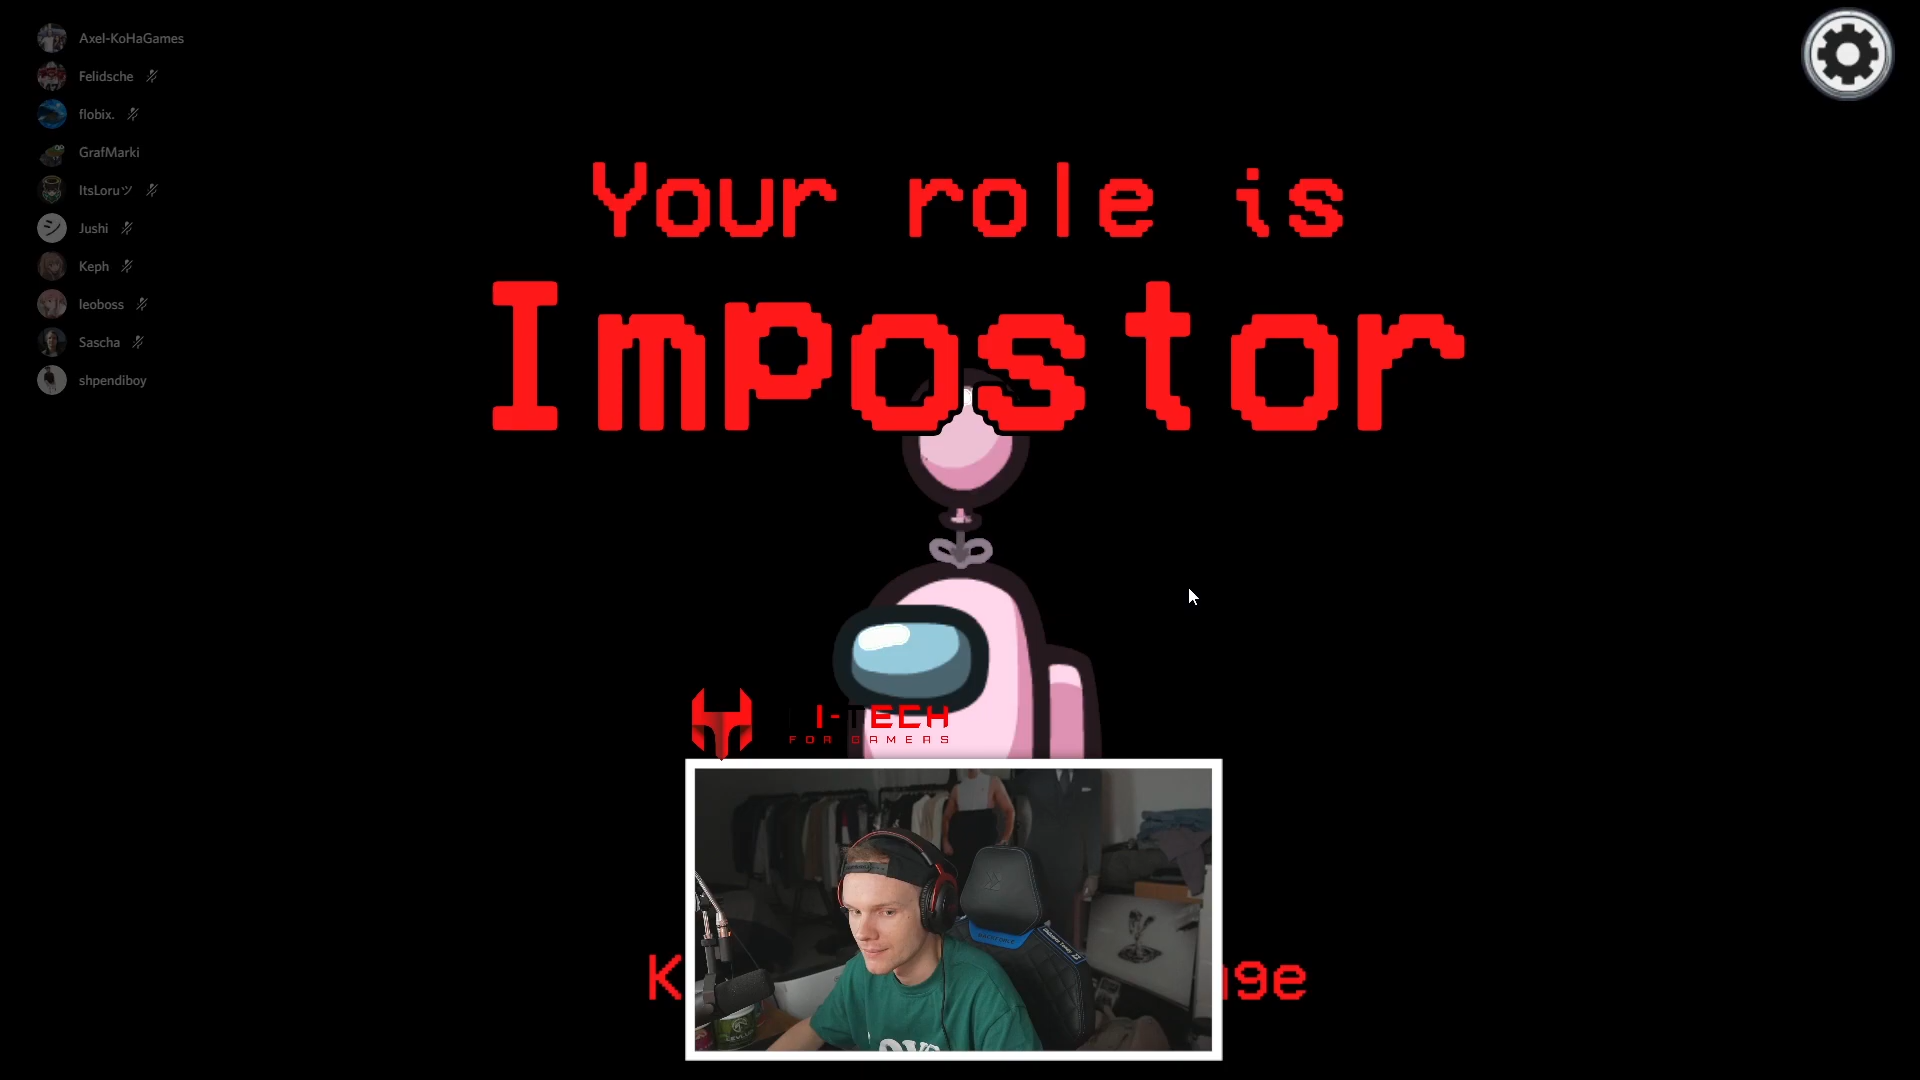 Axel-KoHaGames
Felidsche
flobix.
GrafMarki
ItsLoruツ
Jushi
Keph
leoboss
Sascha
shpendiboy
Your role is
Impostor
I-TECH
FOR GAMERS